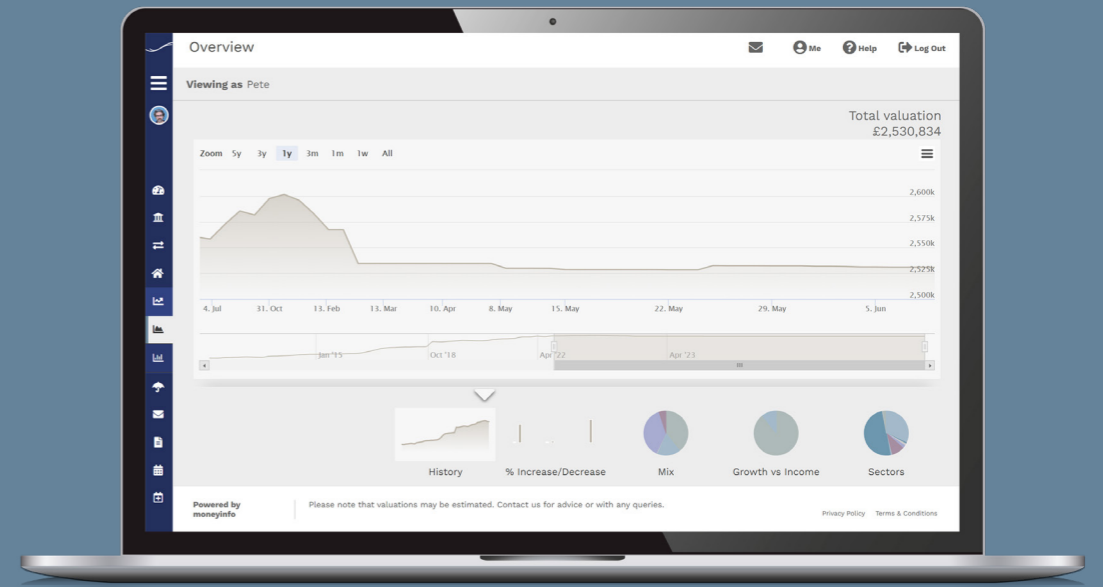 Overview
Me
Help
Log Out
Viewing as Pete
Total valuation
£2,530,834
Zoom 5y 3y 1y 3m 1m 1w All
2,600k
2,575k
2,550k
2,525k
2,500k
4. Jul 31. Oct 13. Feb 13. Mar 10. Apr 8. May 15. May 22. May 29. May 5. Jun
Jan '15 Oct '18 Apr '22 Apr '23
History % Increase/Decrease Mix Growth vs Income Sectors
Powered by
moneyinfo
Please note that valuations may be estimated. Contact us for advice or with any queries.
Privacy Policy Terms & Conditions